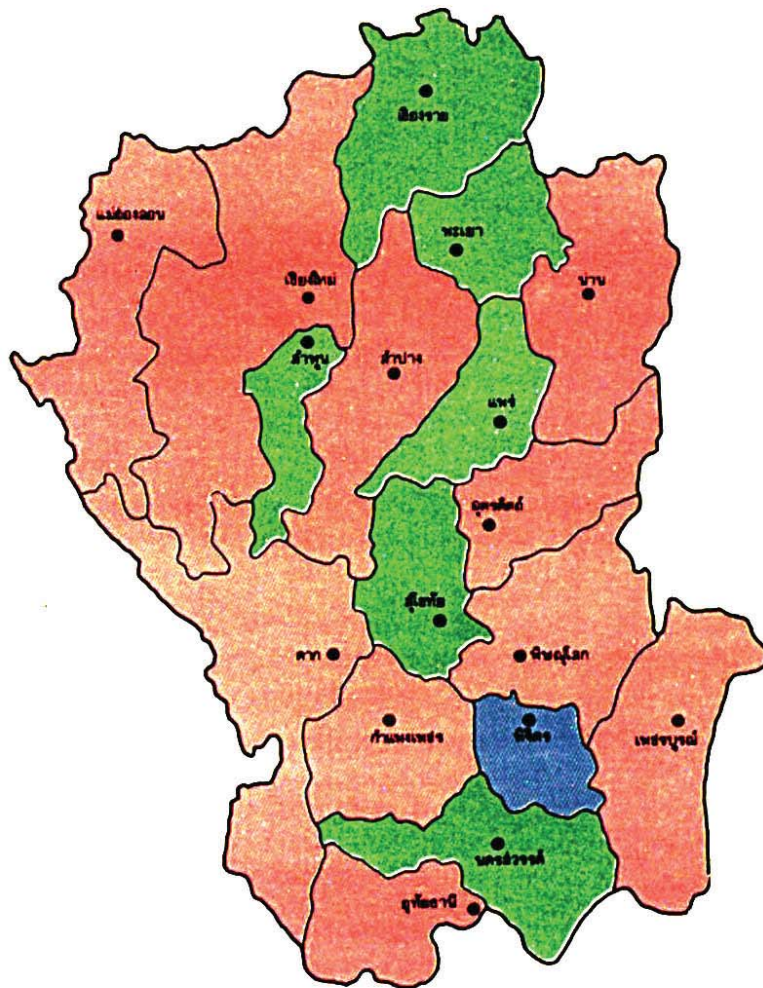 เชียงราย
แม่ฮ่องสอน
พะเยา
เชียงใหม่
น่าน
ลำพูน
ลำปาง
แพร่
อุตรดิตถ์
สุโขทัย
ตาก
พิษณุโลก
กำแพงเพชร
พิจิตร
เพชรบูรณ์
นครสวรรค์
อุทัยธานี